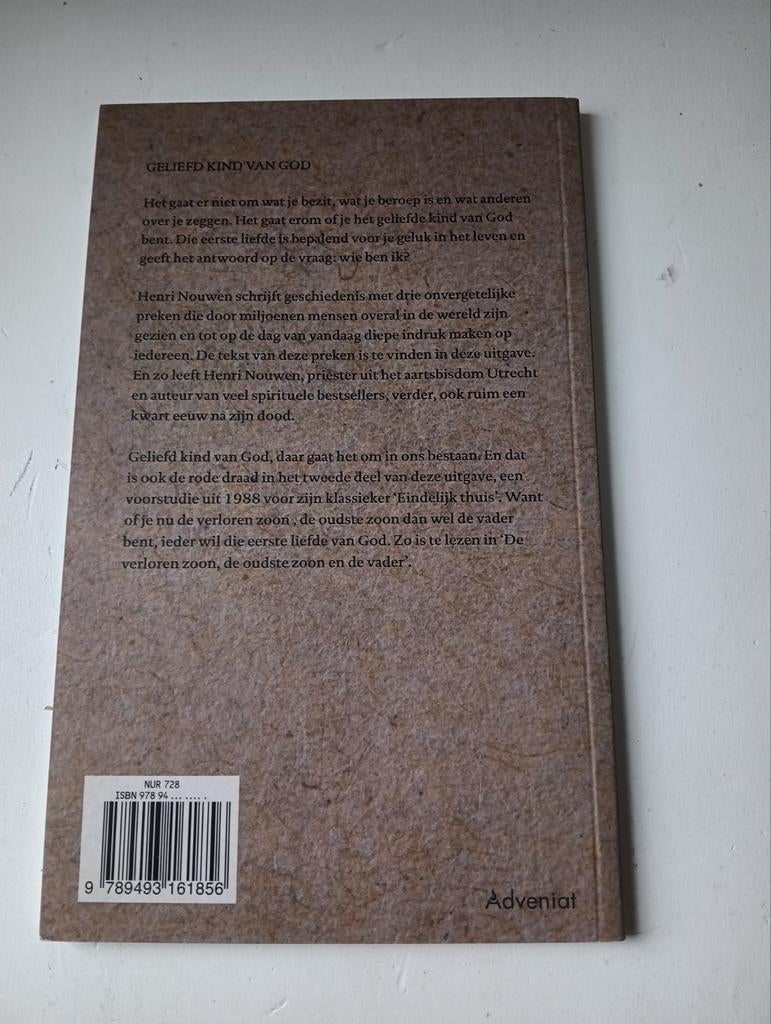 GELIEFD KIND VAN GOD
Het gaat er niet om wat je bezit, wat je beroep is en wat anderen
over je zeggen. Het gaat erom of je het geliefde kind van God
bent. Die eerste liefde is bepalend voor je geluk in het leven en
geeft het antwoord op de vraag: wie ben ik?
Henri Nouwen schrijft geschiedenis met drie onvergetelijke
preken die door miljoenen mensen overal in de wereld zijn
gezien en tot op de dag van vandaag diepe indruk maken op
iedereen. De tekst van deze preken is te vinden in deze uitgave.
En zo leeft Henri Nouwen, priester uit het aartsbisdom Utrecht
en auteur van veel spirituele bestsellers, verder, ook ruim een
kwart eeuw na zijn dood.
Geliefd kind van God, daar gaat het om in ons bestaan. En dat
is ook de rode draad in het tweede deel van deze uitgave, een
voorstudie uit 1988 voor zijn klassieker ‘Eindelijk thuis’. Want
of je nu de verloren zoon , de oudste zoon dan wel de vader
bent, ieder wil die eerste liefde van God. Zo is te lezen in ‘De
verloren zoon, de oudste zoon en de vader’.
NUR 728
ISBN 978 94 ... .... .
9 789493 161856
Adveniat